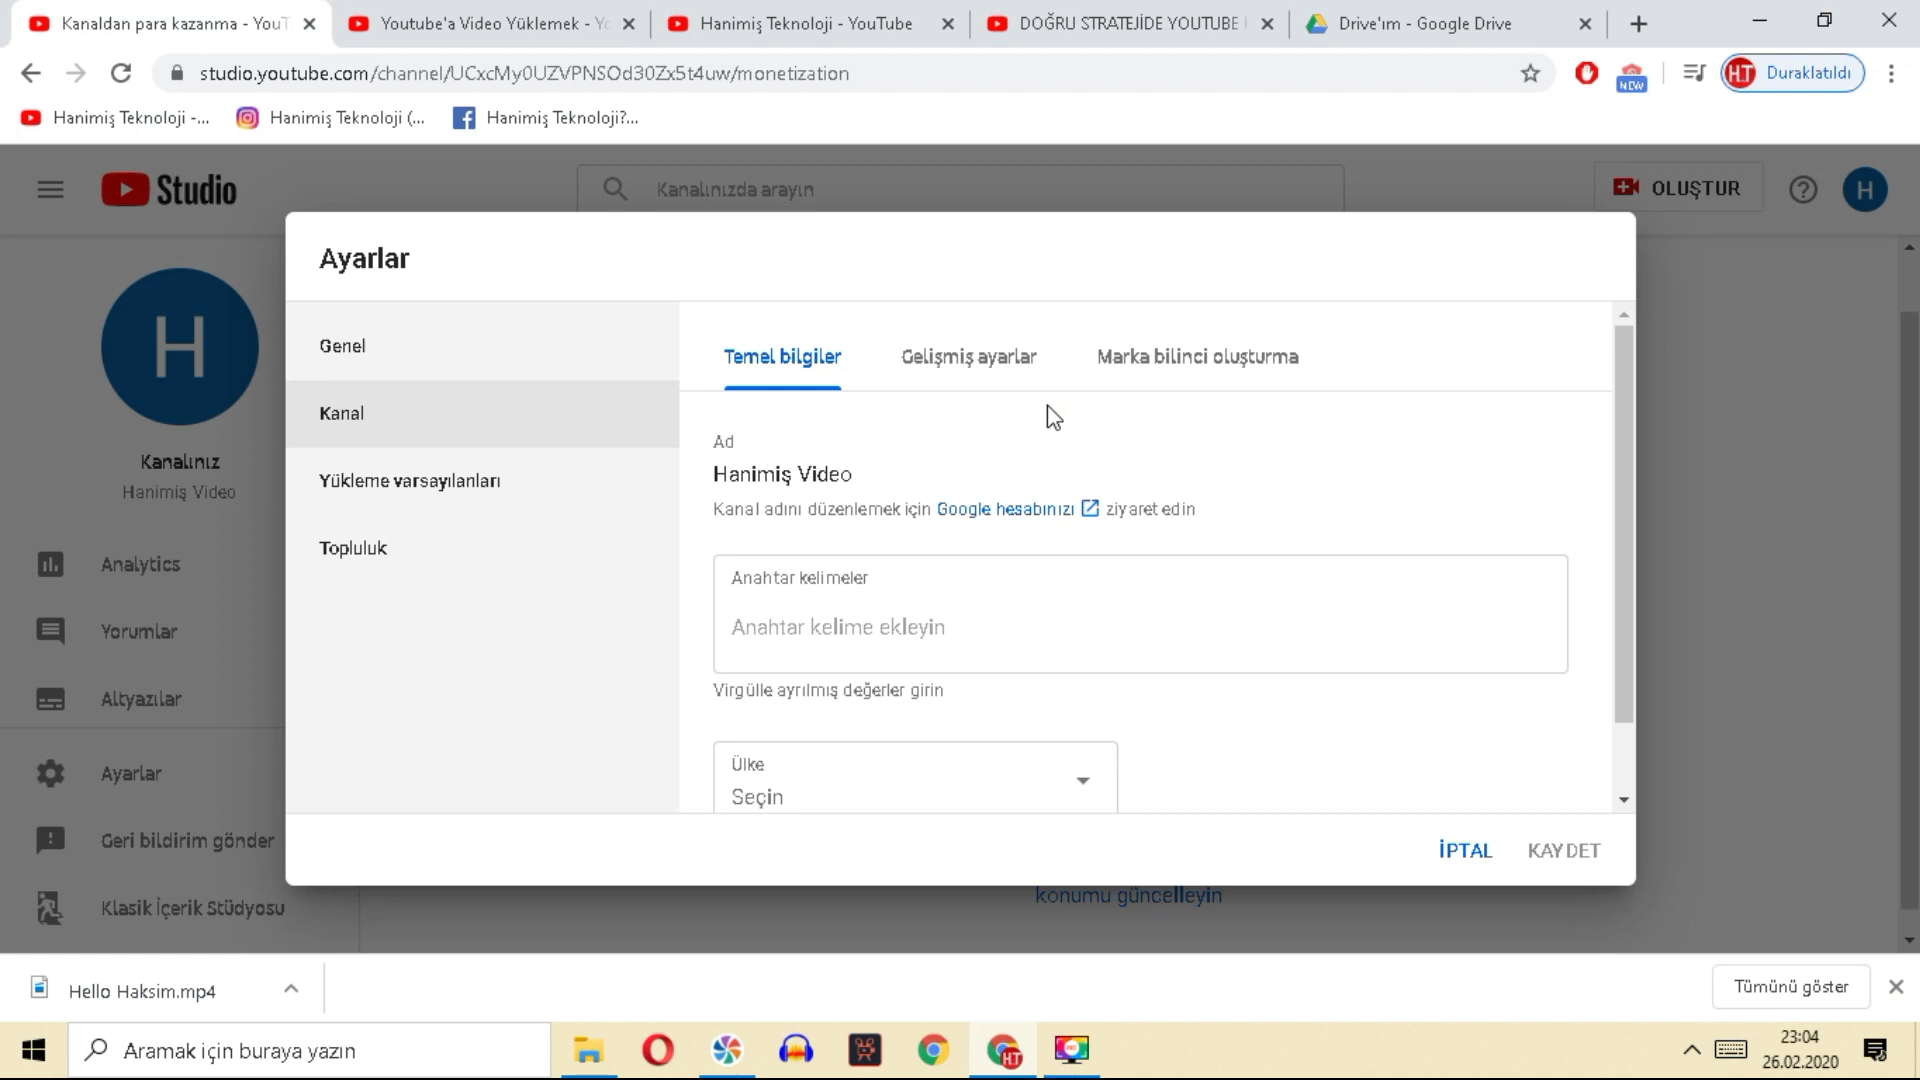 Kanaldan para kazanma - YouT
Youtube'a Video Yüklemek - Yo
Hanimiş Teknoloji - YouTube
DOĞRU STRATEJİDE YOUTUBE
Drive'ım - Google Drive
studio.youtube.com/channel/UCxcMy0UZVPNSOd30Zx5t4uw/monetization
NEW
HT
Duraklatıldı
Hanimiş Teknoloji -...
Hanimiş Teknoloji (...
Hanimiş Teknoloji?...
Studio
Kanalınızda arayın
OLUŞTUR
H
H
Kanalınız
Hanimiş Video
Analytics
Yorumlar
Altyazılar
Ayarlar
Geri bildirim gönder
Klasik İçerik Stüdyosu
Ayarlar
Genel
Kanal
Yükleme varsayılanları
Topluluk
Temel bilgiler
Gelişmiş ayarlar
Marka bilinci oluşturma
Ad
Hanimiş Video
Kanal adını düzenlemek için Google hesabınızı ziyaret edin
Anahtar kelimeler
Anahtar kelime ekleyin
Virgülle ayrılmış değerler girin
Ülke
Seçin
İPTAL
KAYDET
konumu güncelleyin
Hello Haksim.mp4
Tümünü göster
Aramak için buraya yazın
HT
23:04
26.02.2020